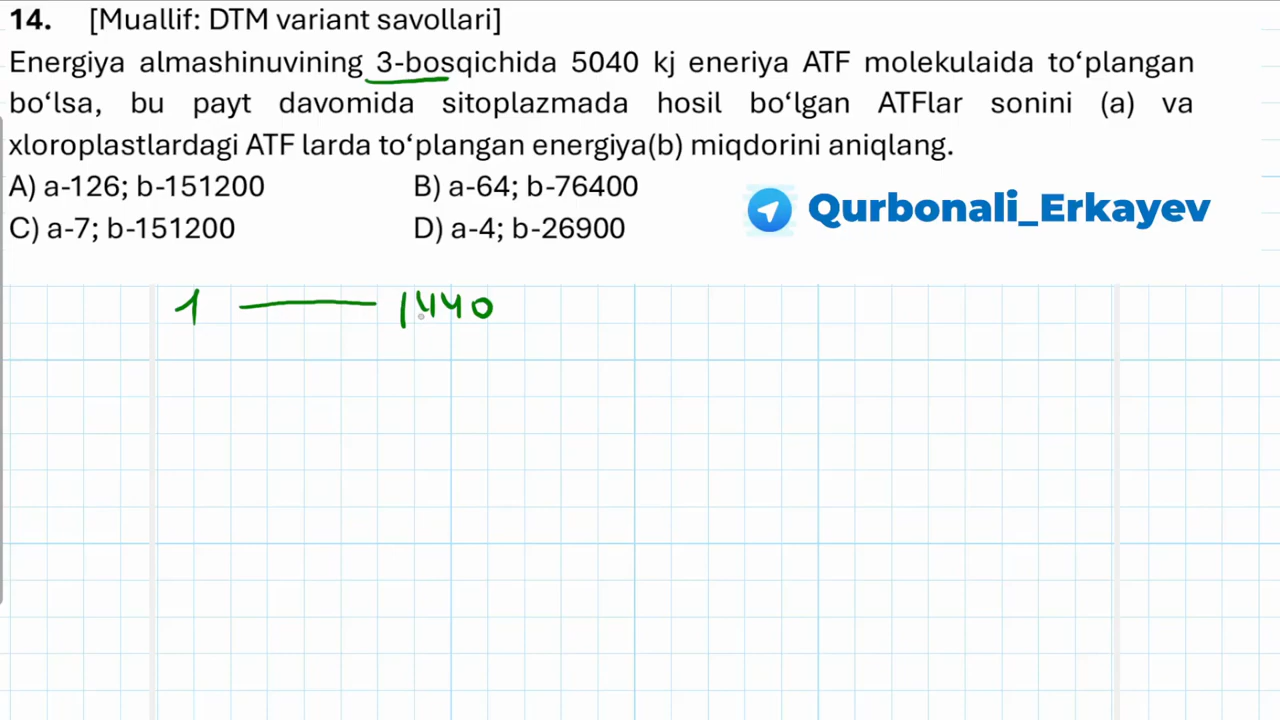 14. [Muallif: DTM variant savollari]
Energiya almashinuvining 3-bosqichida 5040 kj eneriya ATF molekulaida to‘plangan
bo‘lsa, bu payt davomida sitoplazmada hosil bo‘lgan ATFlar sonini (a) va
xloroplastlardagi ATF larda to‘plangan energiya(b) miqdorini aniqlang.
A) a-126; b-151200 B) a-64; b-76400
C) a-7; b-151200 D) a-4; b-26900
Qurbonali_Erkayev
1 — 1440